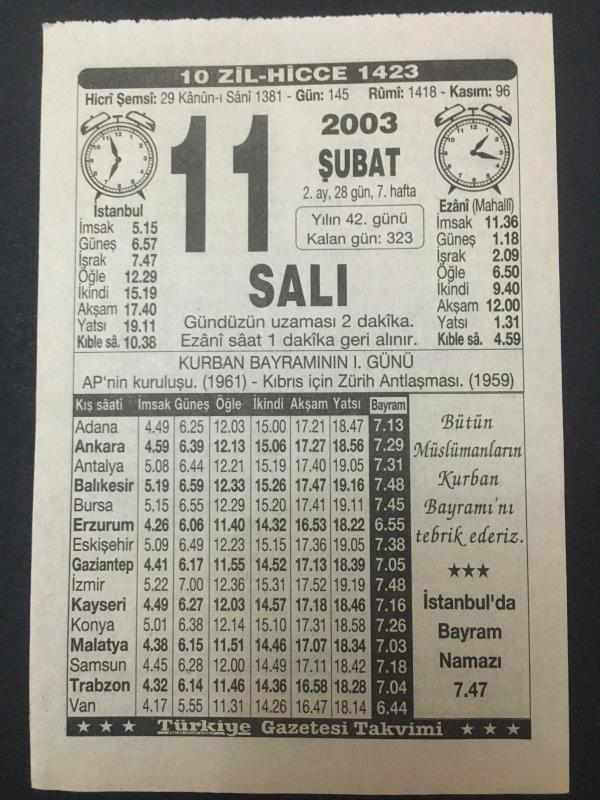 10 ZİL-HİCCE 1423
Hicrî Şemsî: 29 Kânûn-ı Sânî 1381 - Gün: 145 Rûmî: 1418 - Kasım: 96
11
2003
ŞUBAT
2. ay, 28 gün, 7. hafta
Yılın 42. günü
Kalan gün: 323
SALI
Gündüzün uzaması 2 dakîka.
Ezânî sâat 1 dakîka geri alınır.
İstanbul
İmsak 5.15
Güneş 6.57
İşrak 7.47
Öğle 12.29
İkindi 15.19
Akşam 17.40
Yatsı 19.11
Kıble sâ. 10.38
Ezânî (Mahallî)
İmsak 11.36
Güneş 1.18
İşrak 2.09
Öğle 6.50
İkindi 9.40
Akşam 12.00
Yatsı 1.31
Kıble sâ. 4.59
KURBAN BAYRAMININ I. GÜNÜ
AP'nin kuruluşu. (1961) - Kıbrıs için Zürih Antlaşması. (1959)
Kış sâati İmsak Güneş Öğle İkindi Akşam Yatsı Bayram
Adana 4.49 6.25 12.03 15.00 17.21 18.47 7.13
Ankara 4.59 6.39 12.13 15.06 17.27 18.56 7.29
Antalya 5.08 6.44 12.21 15.19 17.40 19.05 7.31
Balıkesir 5.19 6.59 12.33 15.26 17.47 19.16 7.48
Bursa 5.15 6.55 12.29 15.20 17.41 19.11 7.45
Erzurum 4.26 6.06 11.40 14.32 16.53 18.22 6.55
Eskişehir 5.09 6.49 12.23 15.15 17.36 19.05 7.38
Gaziantep 4.41 6.17 11.55 14.52 17.13 18.39 7.05
İzmir 5.22 7.00 12.36 15.31 17.52 19.19 7.48
Kayseri 4.49 6.27 12.03 14.57 17.18 18.46 7.16
Konya 5.01 6.38 12.14 15.10 17.31 18.58 7.26
Malatya 4.38 6.15 11.51 14.46 17.07 18.34 7.03
Samsun 4.45 6.28 12.00 14.49 17.11 18.42 7.18
Trabzon 4.32 6.14 11.46 14.36 16.58 18.28 7.04
Van 4.17 5.55 11.31 14.26 16.47 18.14 6.44
Bütün
Müslümanların
Kurban
Bayramı'nı
tebrik ederiz.
★★★
İstanbul'da
Bayram
Namazı
7.47
★ ★ ★ Türkiye Gazetesi Takvimi ★ ★ ★